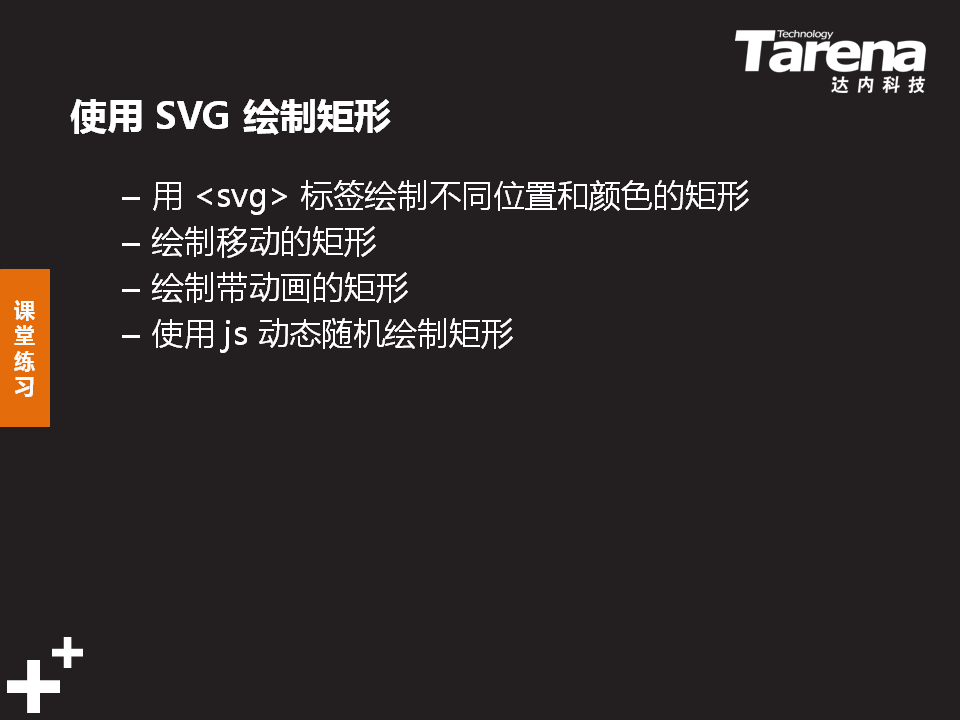 Technology
Tarena
达内科技
使用 SVG 绘制矩形
– 用 <svg> 标签绘制不同位置和颜色的矩形
– 绘制移动的矩形
– 绘制带动画的矩形
– 使用 js 动态随机绘制矩形
课
堂
练
习